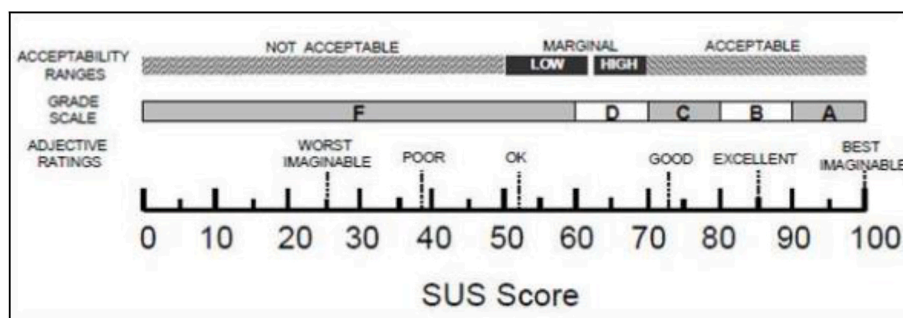 NOT ACCEPTABLE MARGINAL ACCEPTABLE
ACCEPTABILITY RANGES LOW HIGH
GRADE SCALE F D C B A
ADJECTIVE RATINGS WORST IMAGINABLE POOR OK GOOD EXCELLENT BEST IMAGINABLE
0 10 20 30 40 50 60 70 80 90 100
SUS Score